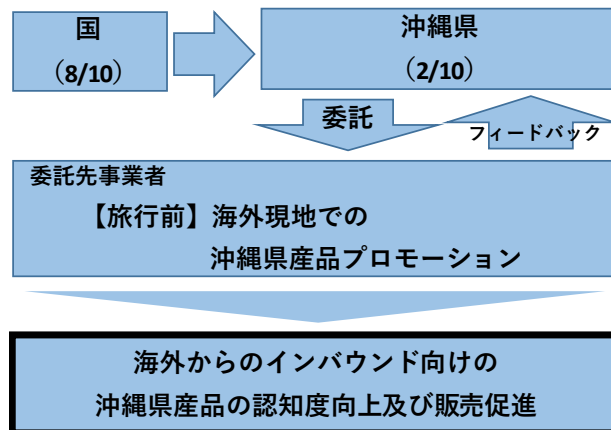 国
（8/10）
沖縄県
（2/10）
委託
フィードバック
委託先事業者
【旅行前】海外現地での
沖縄県産品プロモーション
海外からのインバウンド向けの
沖縄県産品の認知度向上及び販売促進